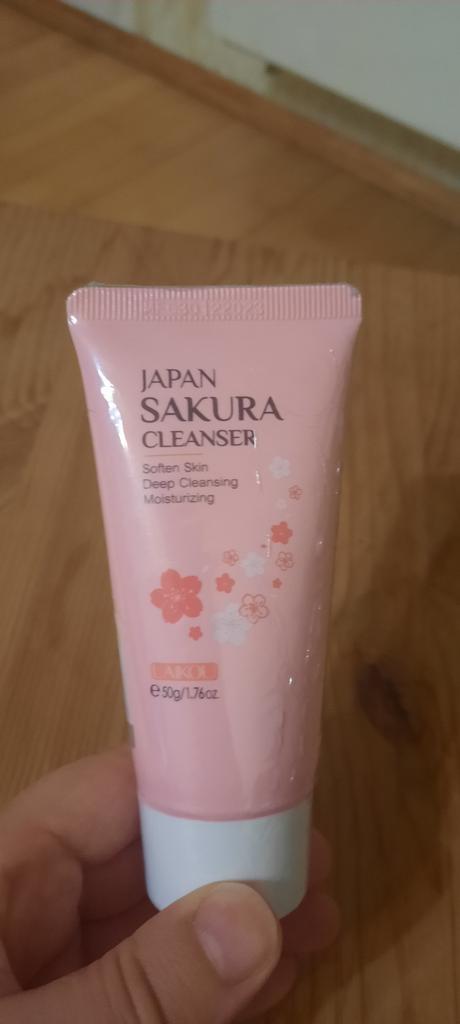 JAPAN
SAKURA
CLEANSER
Soften Skin
Deep Cleansing
Moisturizing
LAIKOU
℮50g/1.76oz.